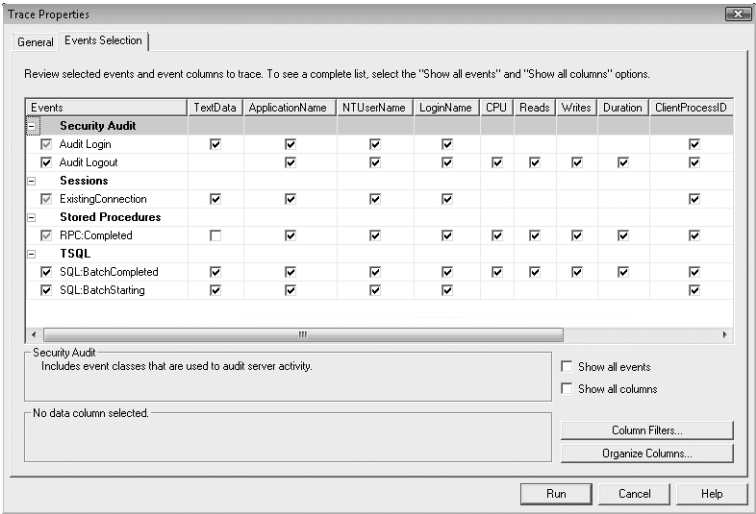 Trace Properties
General Events Selection
Review selected events and event columns to trace. To see a complete list, select the "Show all events" and "Show all columns" options.
Events TextData ApplicationName NTUserName LoginName CPU Reads Writes Duration ClientProcessID
Security Audit
Audit Login
Audit Logout
Sessions
ExistingConnection
Stored Procedures
RPC:Completed
TSQL
SQL:BatchCompleted
SQL:BatchStarting
Security Audit
Includes event classes that are used to audit server activity.
Show all events
Show all columns
No data column selected.
Column Filters...
Organize Columns...
Run Cancel Help